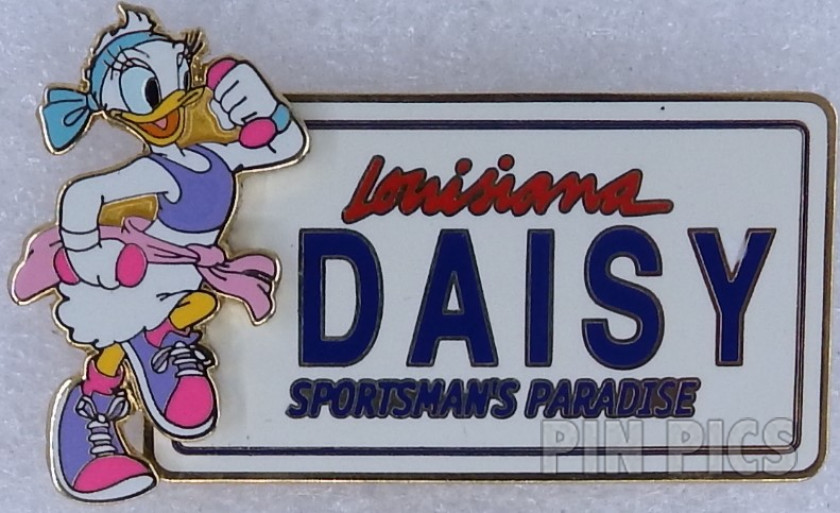 Louisiana
DAISY
SPORTSMAN'S PARADISE
PIN PICS